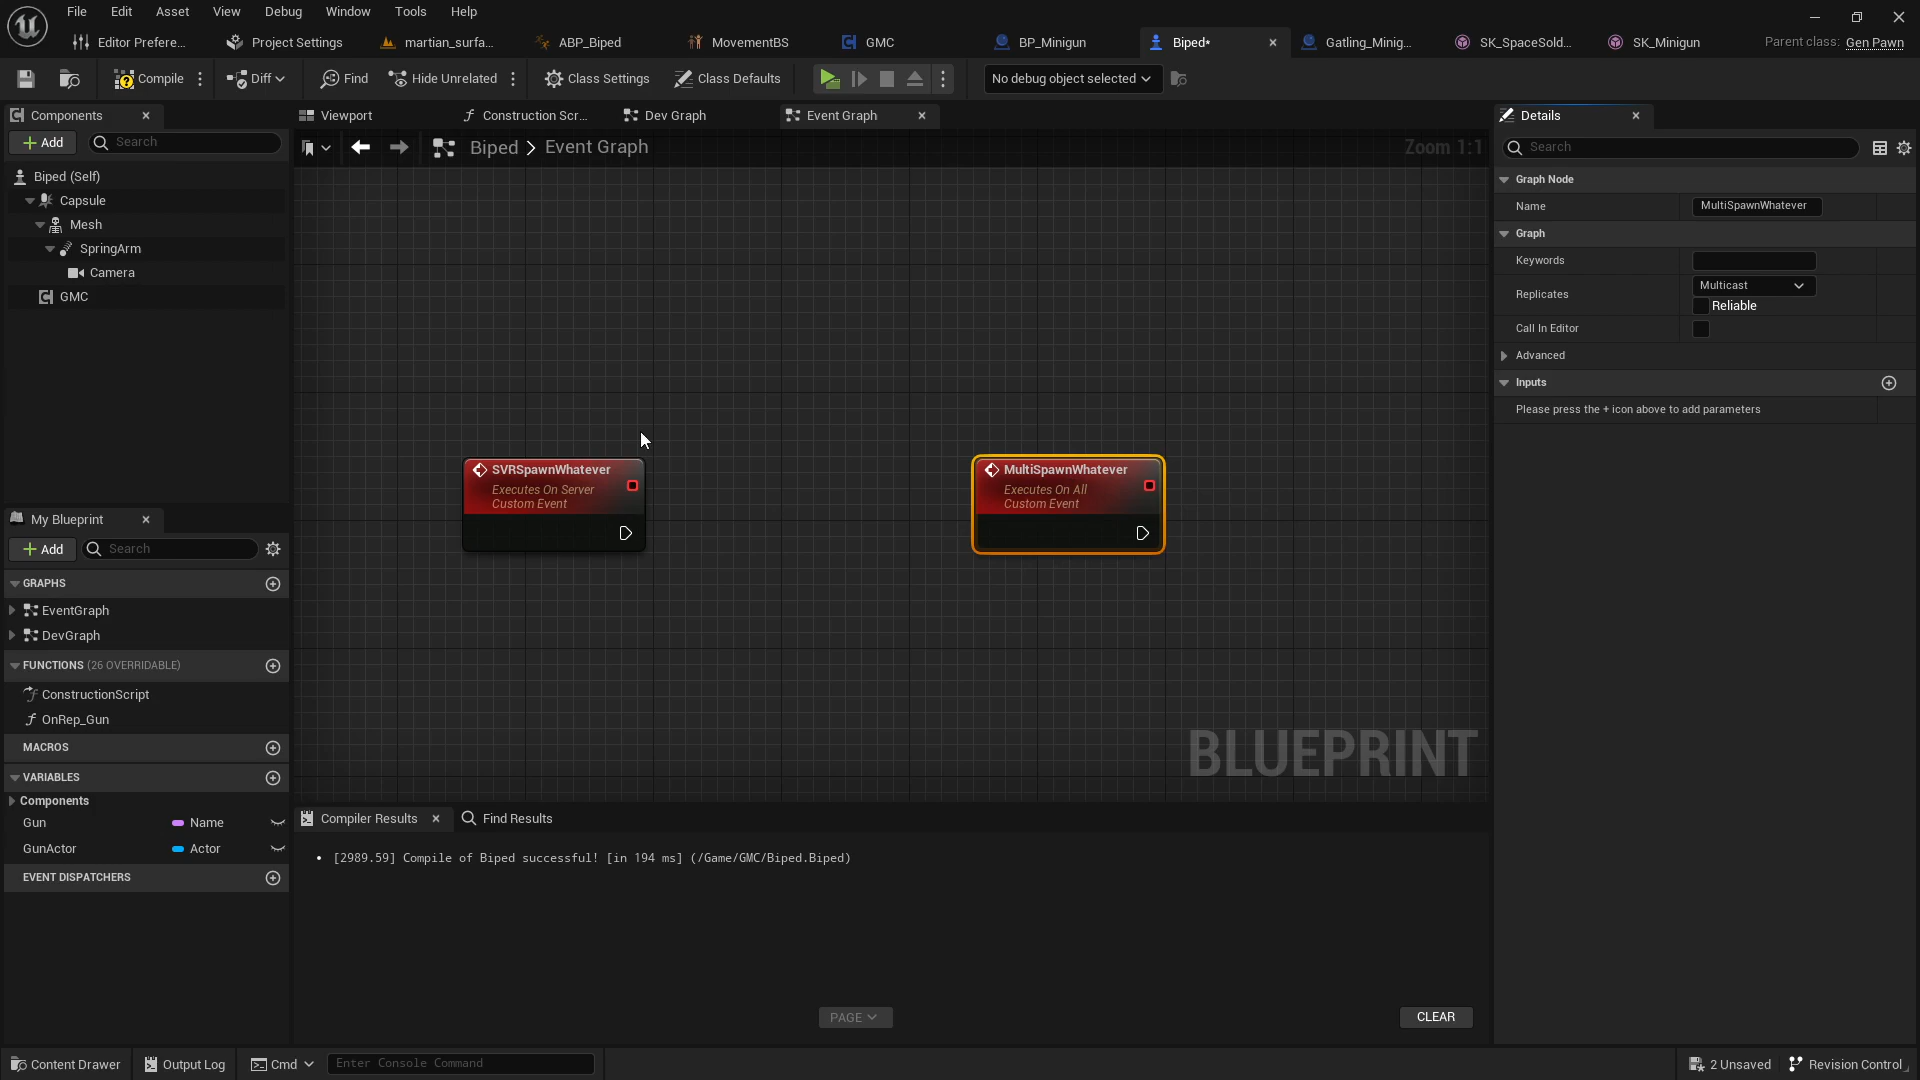 File Edit Asset View Debug Window Tools Help
Editor Prefere... Project Settings martian_surfa... ABP_Biped MovementBS GMC BP_Minigun Biped* Gatling_Minig... SK_SpaceSold... SK_Minigun Parent class: Gen Pawn
Compile Diff Find Hide Unrelated Class Settings Class Defaults No debug object selected
Components
Add Search
Biped (Self)
Capsule
Mesh
SpringArm
Camera
GMC
My Blueprint
Add Search
GRAPHS
EventGraph
DevGraph
FUNCTIONS (26 OVERRIDABLE)
ConstructionScript
OnRep_Gun
MACROS
VARIABLES
Components
Gun Name
GunActor Actor
EVENT DISPATCHERS
Viewport Construction Scr... Dev Graph Event Graph
Biped > Event Graph Zoom 1:1
SVRSpawnWhatever
Executes On Server
Custom Event
MultiSpawnWhatever
Executes On All
Custom Event
BLUEPRINT
Compiler Results Find Results
• [2989.59] Compile of Biped successful! [in 194 ms] (/Game/GMC/Biped.Biped)
PAGE CLEAR
Details
Search
Graph Node
Name MultiSpawnWhatever
Graph
Keywords
Replicates Multicast
Reliable
Call In Editor
Advanced
Inputs
Please press the + icon above to add parameters
Content Drawer Output Log Cmd Enter Console Command 2 Unsaved Revision Control